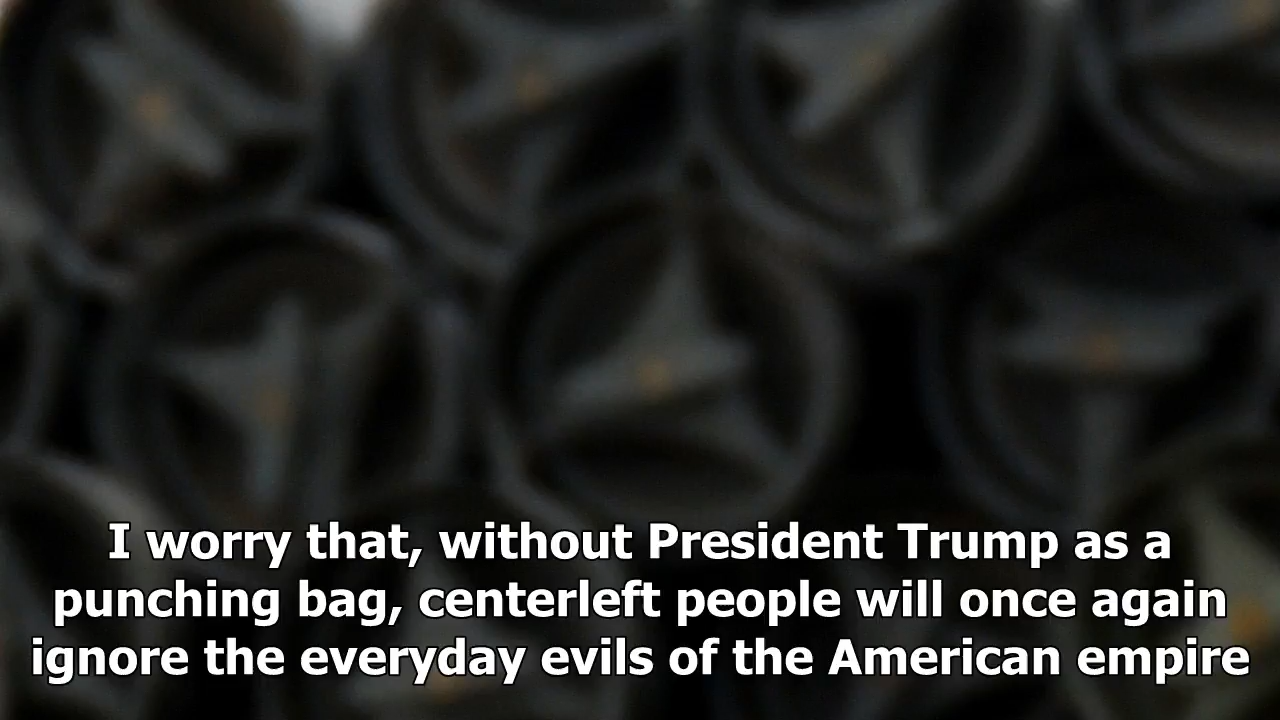 I worry that, without President Trump as a
punching bag, centerleft people will once again
ignore the everyday evils of the American empire